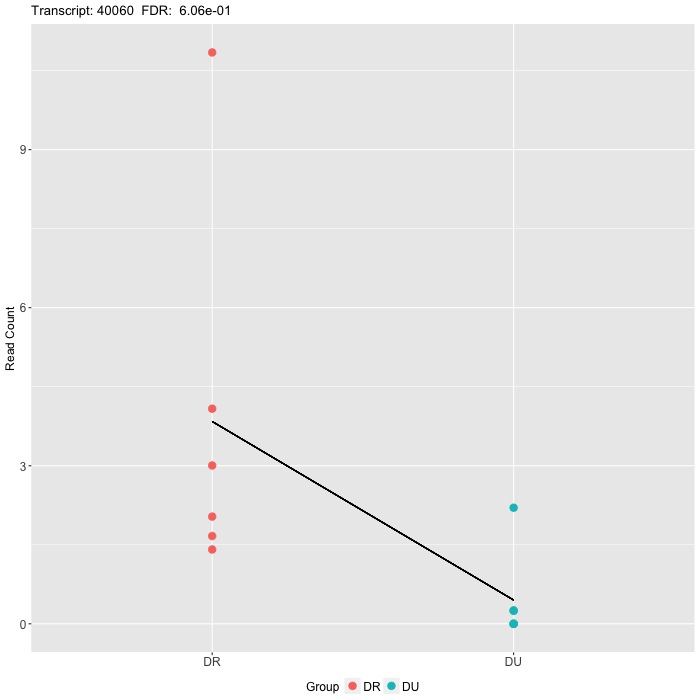 Transcript: 40060  FDR:  6.06e-01
9
6
3
0
Read Count
DR
DU
Group DR DU